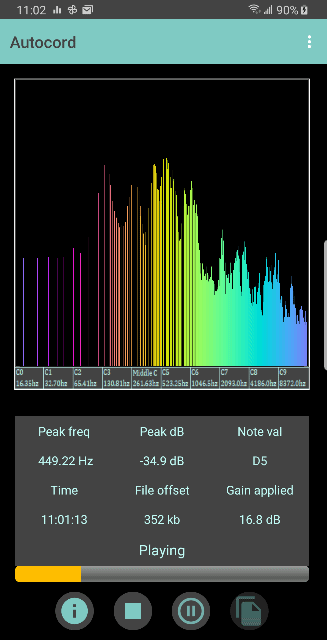 11:02 90%
Autocord
C0 C1 C2 C3 Middle C C5 C6 C7 C8 C9
16.35hz 32.70hz 65.41hz 130.81hz 261.63hz 523.25hz 1046.5hz 2093.0hz 4186.0hz 8372.0hz
Peak freq Peak dB Note val
449.22 Hz -34.9 dB D5
Time File offset Gain applied
11:01:13 352 kb 16.8 dB
Playing